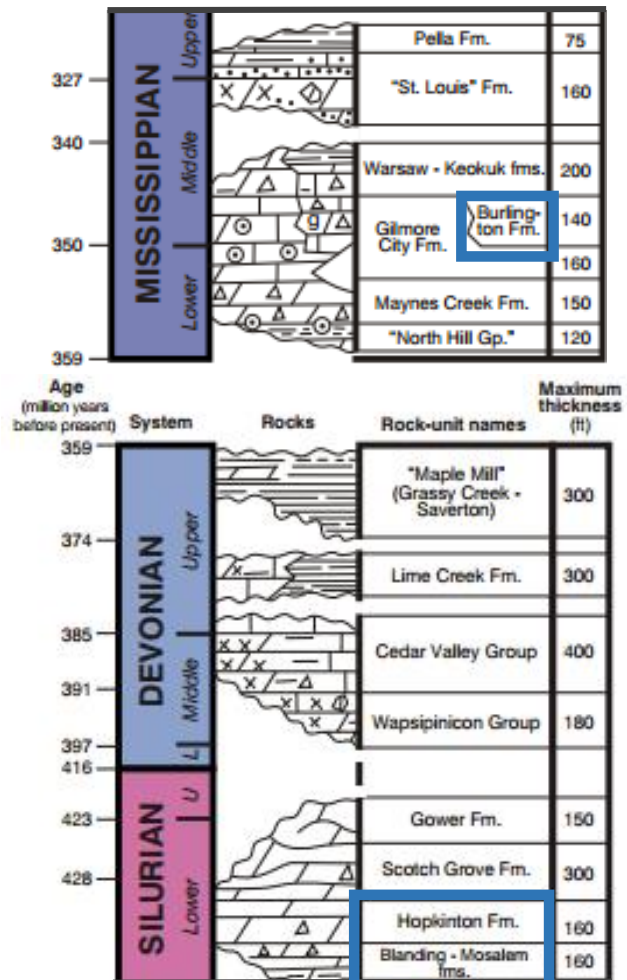 MISSISSIPPIAN
Upper
Middle
Lower
327
340
350
359
g
Pella Fm. 75
"St. Louis" Fm. 160
Warsaw - Keokuk fms. 200
Burling-
ton Fm. 140
Gilmore
City Fm.
160
Maynes Creek Fm. 150
"North Hill Gp." 120
Age
(million years
before present)
System
Rocks
Rock-unit names
Maximum
thickness
(ft)
359
374
385
391
397
416
423
428
DEVONIAN
Upper
Middle
L
SILURIAN
U
Lower
"Maple Mill"
(Grassy Creek -
Saverton)
300
Lime Creek Fm. 300
Cedar Valley Group 400
Wapsipinicon Group 180
Gower Fm. 150
Scotch Grove Fm. 300
Hopkinton Fm. 160
Blanding - Mosalem
fms.
160